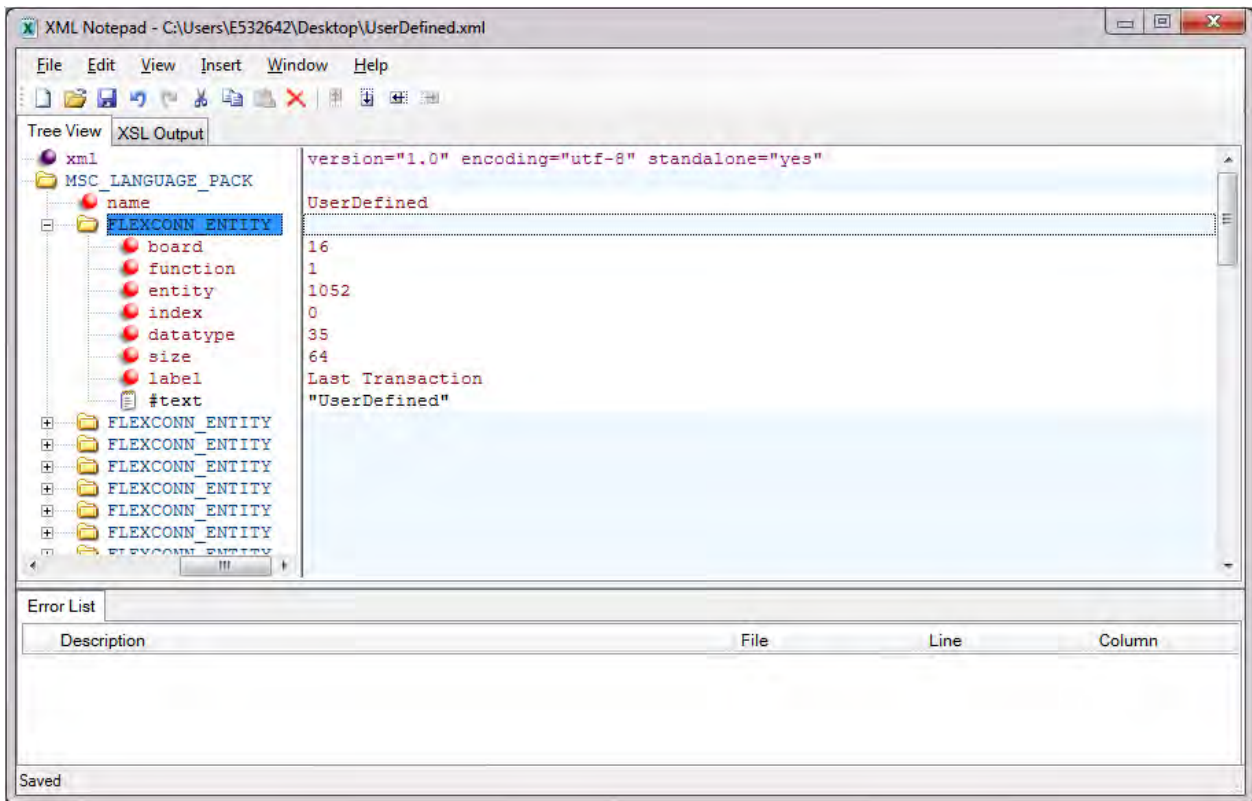 XML Notepad - C:\Users\E532642\Desktop\UserDefined.xml
File Edit View Insert Window Help
Tree View XSL Output
xml version="1.0" encoding="utf-8" standalone="yes"
MSC_LANGUAGE_PACK
name UserDefined
FLEXCONN_ENTITY
board 16
function 1
entity 1052
index 0
datatype 35
size 64
label Last Transaction
#text "UserDefined"
FLEXCONN_ENTITY
FLEXCONN_ENTITY
FLEXCONN_ENTITY
FLEXCONN_ENTITY
FLEXCONN_ENTITY
FLEXCONN_ENTITY
FLEXCONN_ENTITY
Error List
Description File Line Column
Saved